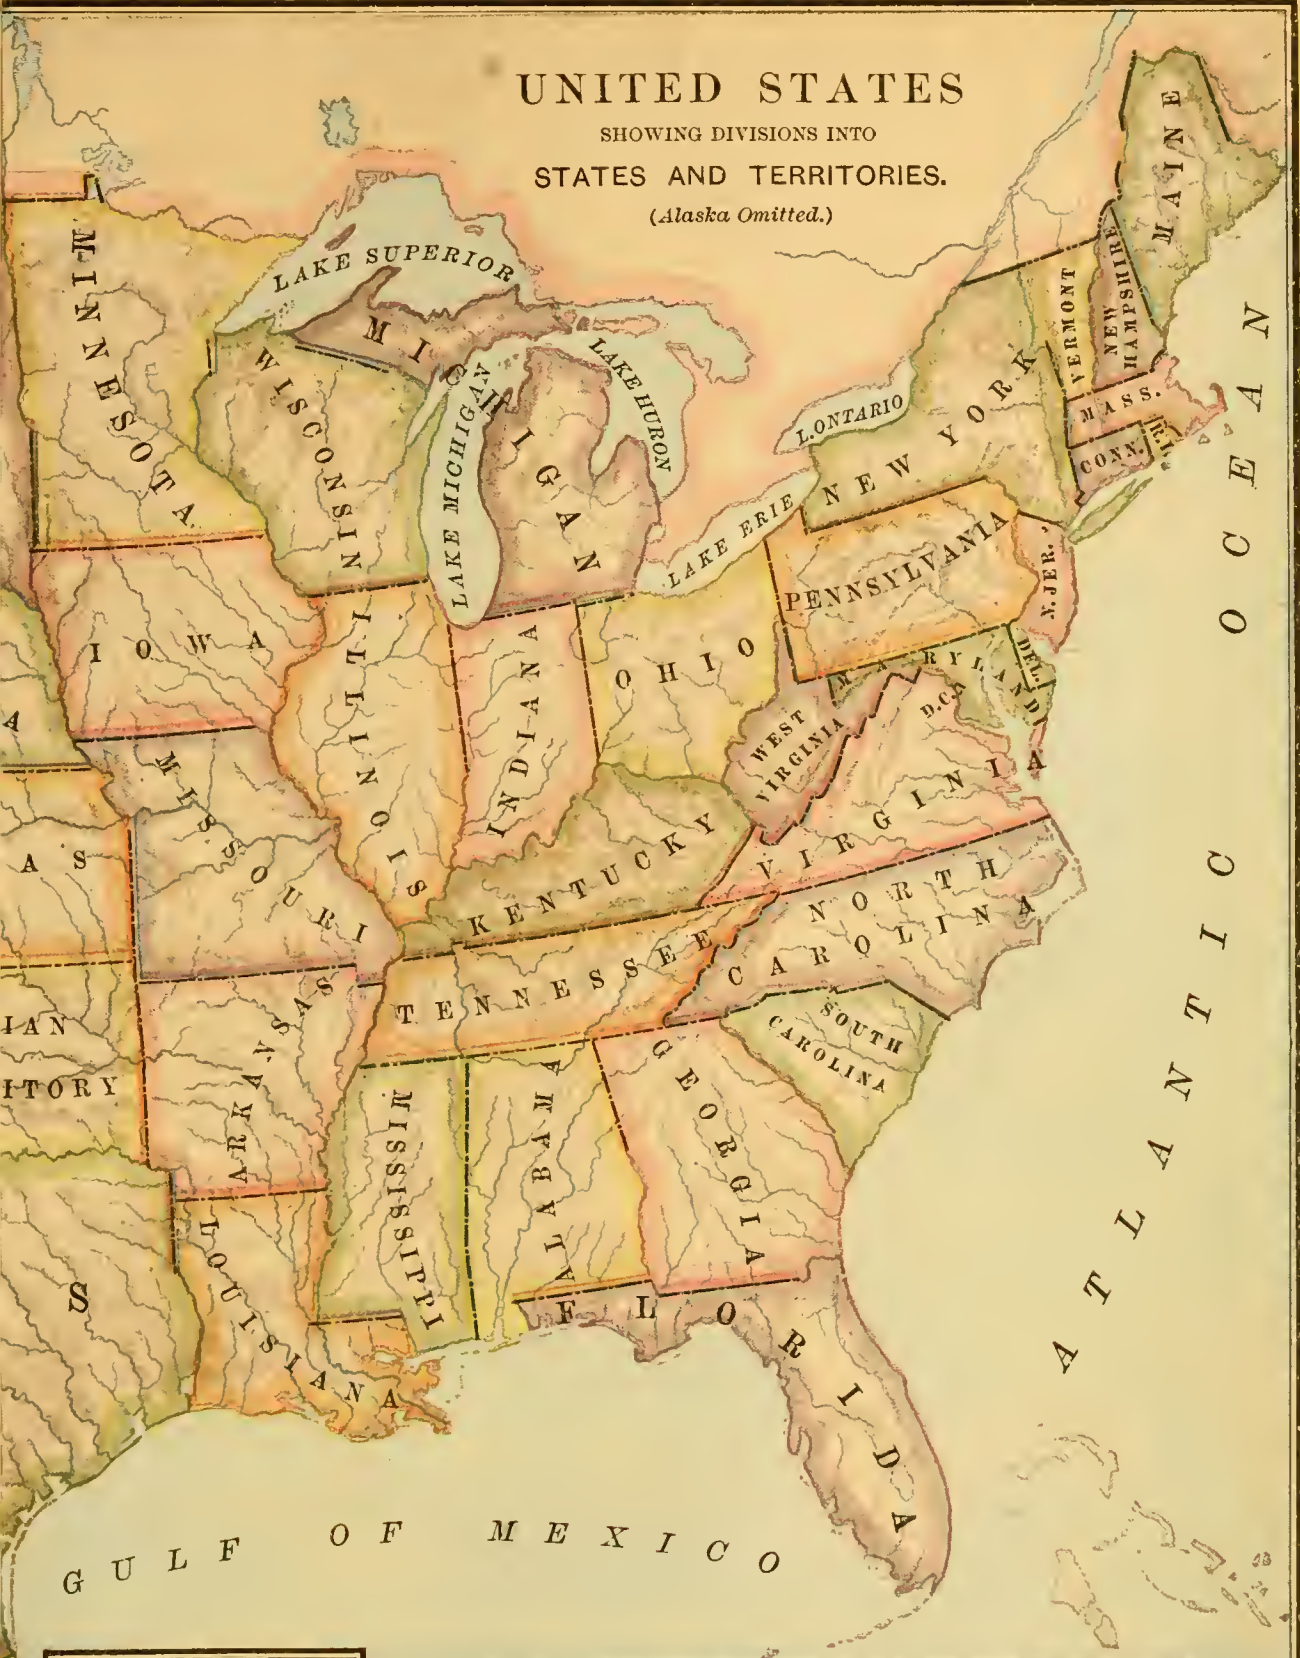 UNITED STATES
SHOWING DIVISIONS INTO
STATES AND TERRITORIES.
(Alaska Omitted.)
MAINE
MINNESOTA
LAKE SUPERIOR
MICHIGAN
WISCONSIN
LAKE MICHIGAN
LAKE HURON
L. ONTARIO
LAKE ERIE
NEW YORK
VERMONT
NEW HAMPSHIRE
MASS.
CONN.
R.I.
PENNSYLVANIA
N. JER.
IOWA
ILLINOIS
INDIANA
OHIO
MARYLAND
DEL.
D.C.
WEST
VIRGINIA
VIRGINIA
A
MISSOURI
KENTUCKY
AS
NORTH
CAROLINA
TENNESSEE
IAN
ITORY
ARKANSAS
SOUTH
CAROLINA
MISSISSIPPI
ALABAMA
GEORGIA
S
LOUISIANA
FLORIDA
GULF OF MEXICO
ATLANTIC OCEAN